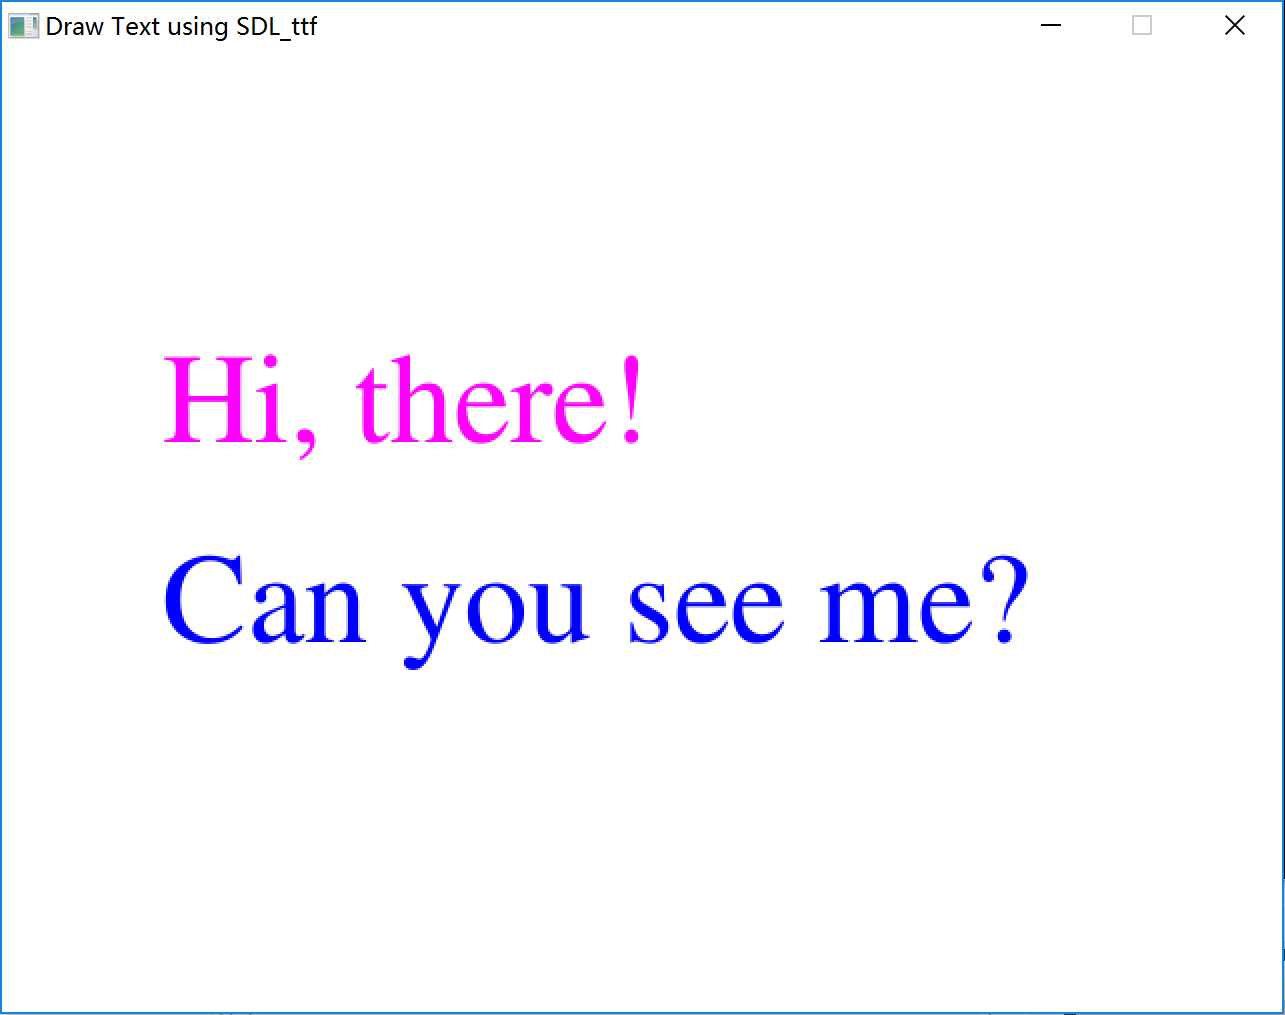 Draw Text using SDL_ttf
Hi, there!
Can you see me?